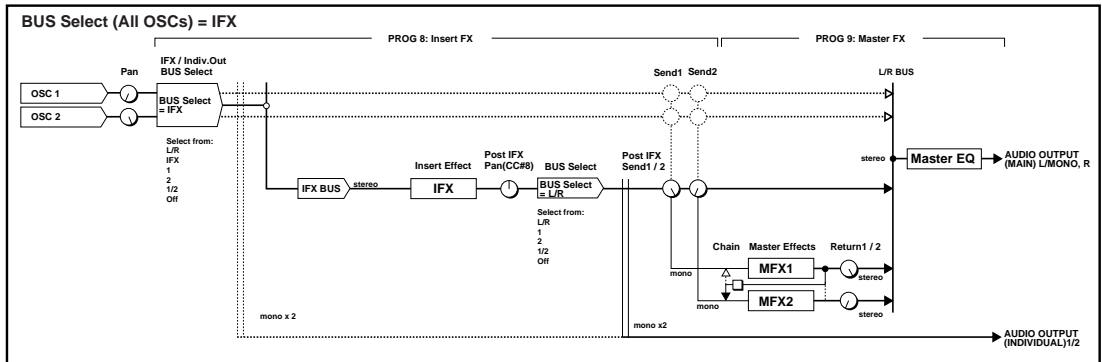 BUS Select (All OSCs) = IFX
PROG 8: Insert FX
PROG 9: Master FX
Pan
IFX / Indiv.Out
BUS Select
Send1 Send2
L/R BUS
OSC 1
OSC 2
BUS Select
= IFX
Select from:
L/R
IFX
1
2
1/2
Off
IFX BUS
stereo
Insert Effect
IFX
Post IFX
Pan(CC#8)
BUS Select
BUS Select
= L/R
Select from:
L/R
1
2
1/2
Off
Post IFX
Send1 / 2
stereo
Master EQ
AUDIO OUTPUT
(MAIN) L/MONO, R
Chain
Master Effects
Return1 / 2
mono
MFX1
stereo
mono
MFX2
stereo
mono x 2
mono x2
AUDIO OUTPUT
(INDIVIDUAL)1/2